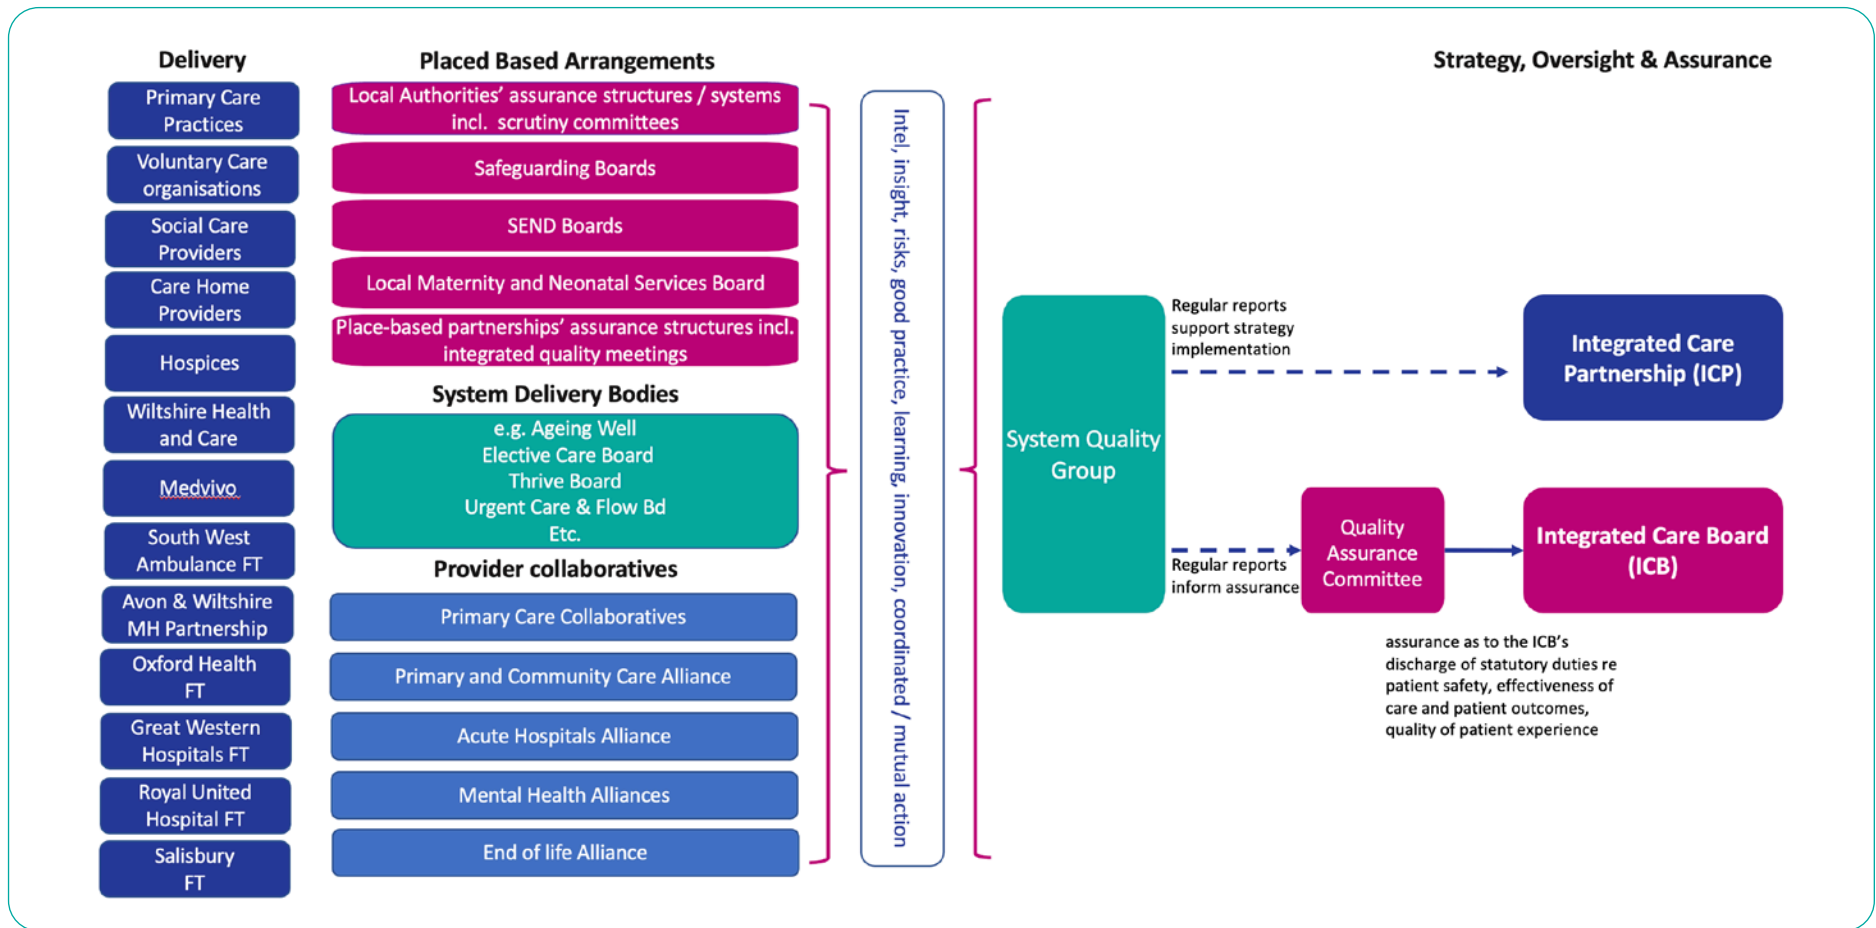 Delivery
Primary Care
Practices
Voluntary Care
organisations
Social Care
Providers
Care Home
Providers
Hospices
Wiltshire Health
and Care
Medvivo
South West
Ambulance FT
Avon & Wiltshire
MH Partnership
Oxford Health
FT
Great Western
Hospitals FT
Royal United
Hospital FT
Salisbury
FT
Placed Based Arrangements
Local Authorities’ assurance structures / systems
incl. scrutiny committees
Safeguarding Boards
SEND Boards
Local Maternity and Neonatal Services Board
Place-based partnerships’ assurance structures incl.
integrated quality meetings
System Delivery Bodies
e.g. Ageing Well
Elective Care Board
Thrive Board
Urgent Care & Flow Bd
Etc.
Provider collaboratives
Primary Care Collaboratives
Primary and Community Care Alliance
Acute Hospitals Alliance
Mental Health Alliances
End of life Alliance
Intel, insight, risks, good practice, learning, innovation, coordinated / mutual action
Strategy, Oversight & Assurance
System Quality
Group
Regular reports
support strategy
implementation
Integrated Care
Partnership (ICP)
Regular reports
inform assurance
Quality
Assurance
Committee
Integrated Care Board
(ICB)
assurance as to the ICB’s
discharge of statutory duties re
patient safety, effectiveness of
care and patient outcomes,
quality of patient experience